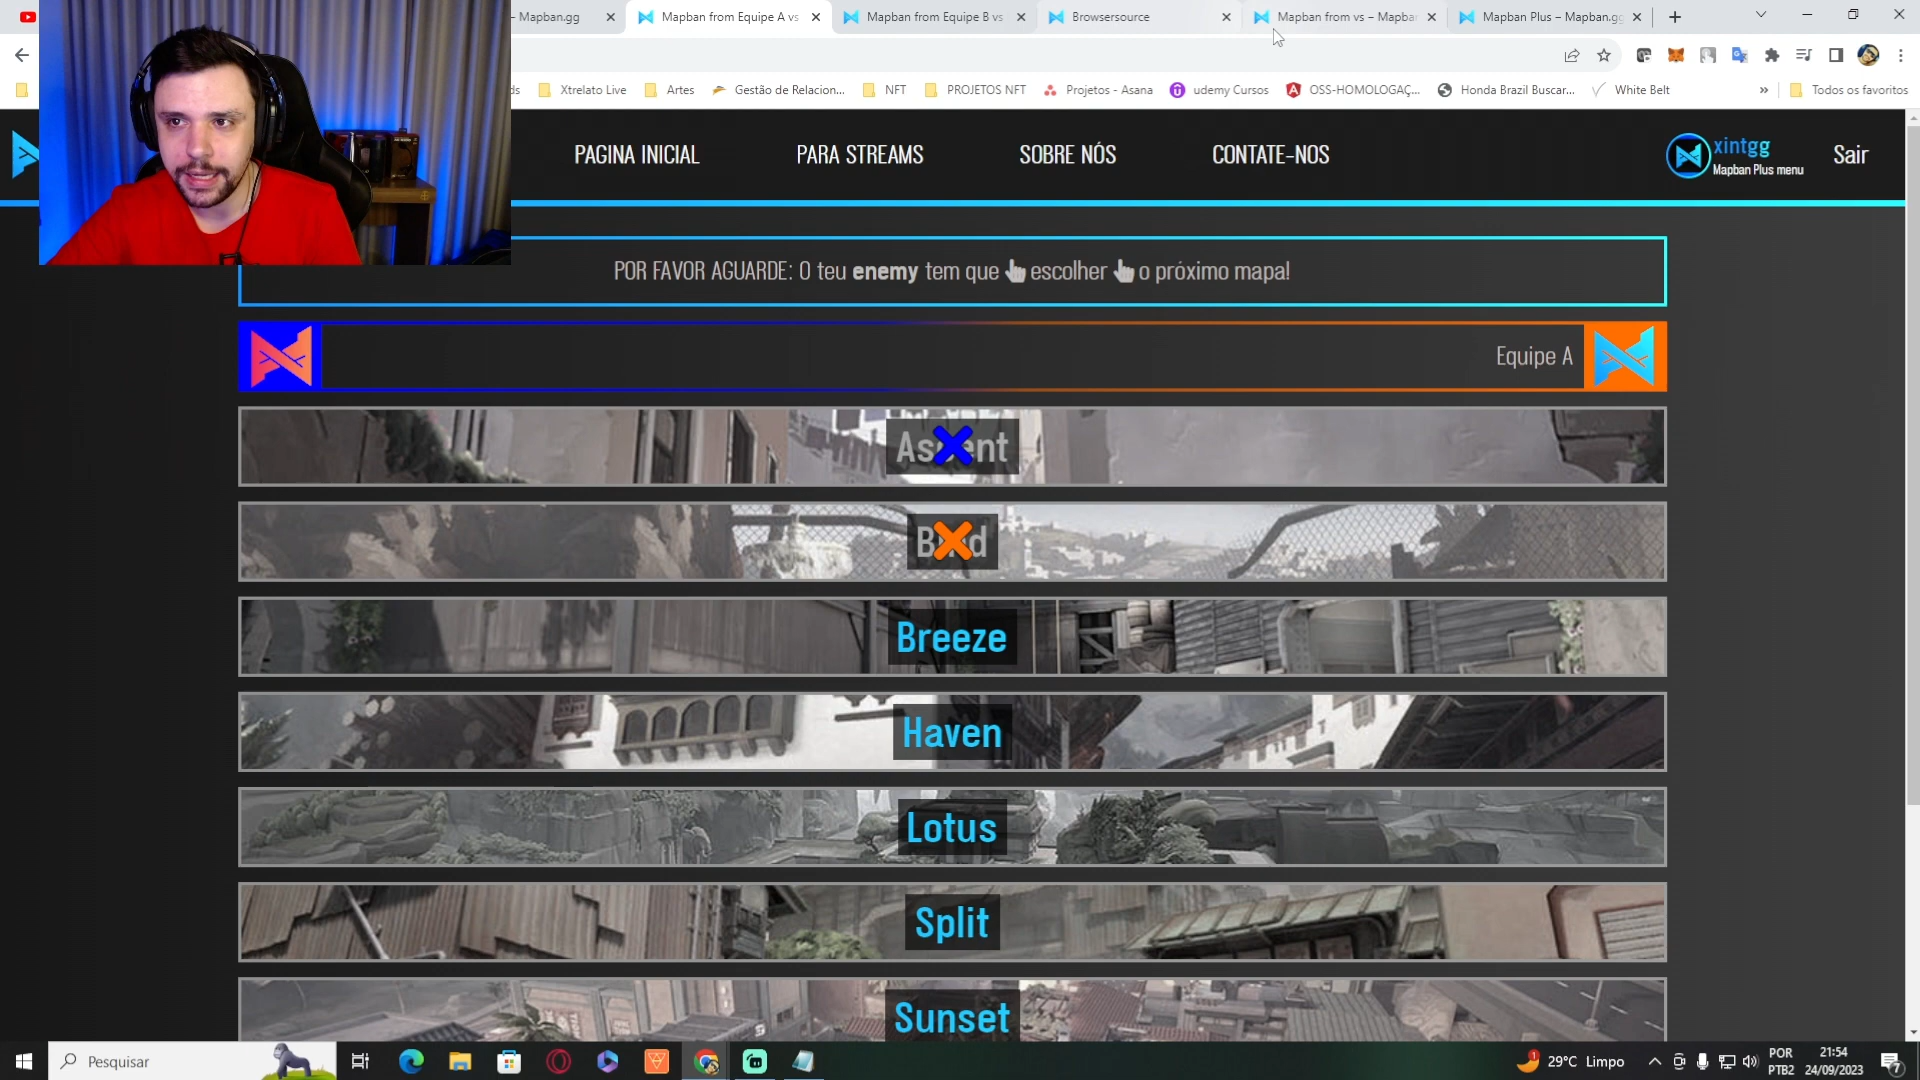 – Mapban.gg
Mapban from Equipe A vs
Mapban from Equipe B vs
Browsersource
Mapban from vs – Mapban
Mapban Plus – Mapban.gg
ds
Xtrelato Live
Artes
Gestão de Relacion...
NFT
PROJETOS NFT
Projetos - Asana
udemy Cursos
OSS-HOMOLOGAÇ...
Honda Brazil Buscar...
White Belt
»
Todos os favoritos
PAGINA INICIAL
PARA STREAMS
SOBRE NÓS
CONTATE-NOS
xintgg
Mapban Plus menu
Sair
POR FAVOR AGUARDE: O teu enemy tem que escolher o próximo mapa!
Equipe A
Breeze
Haven
Lotus
Split
Sunset
Pesquisar
29°C Limpo
POR
PTB2
21:54
24/09/2023
7